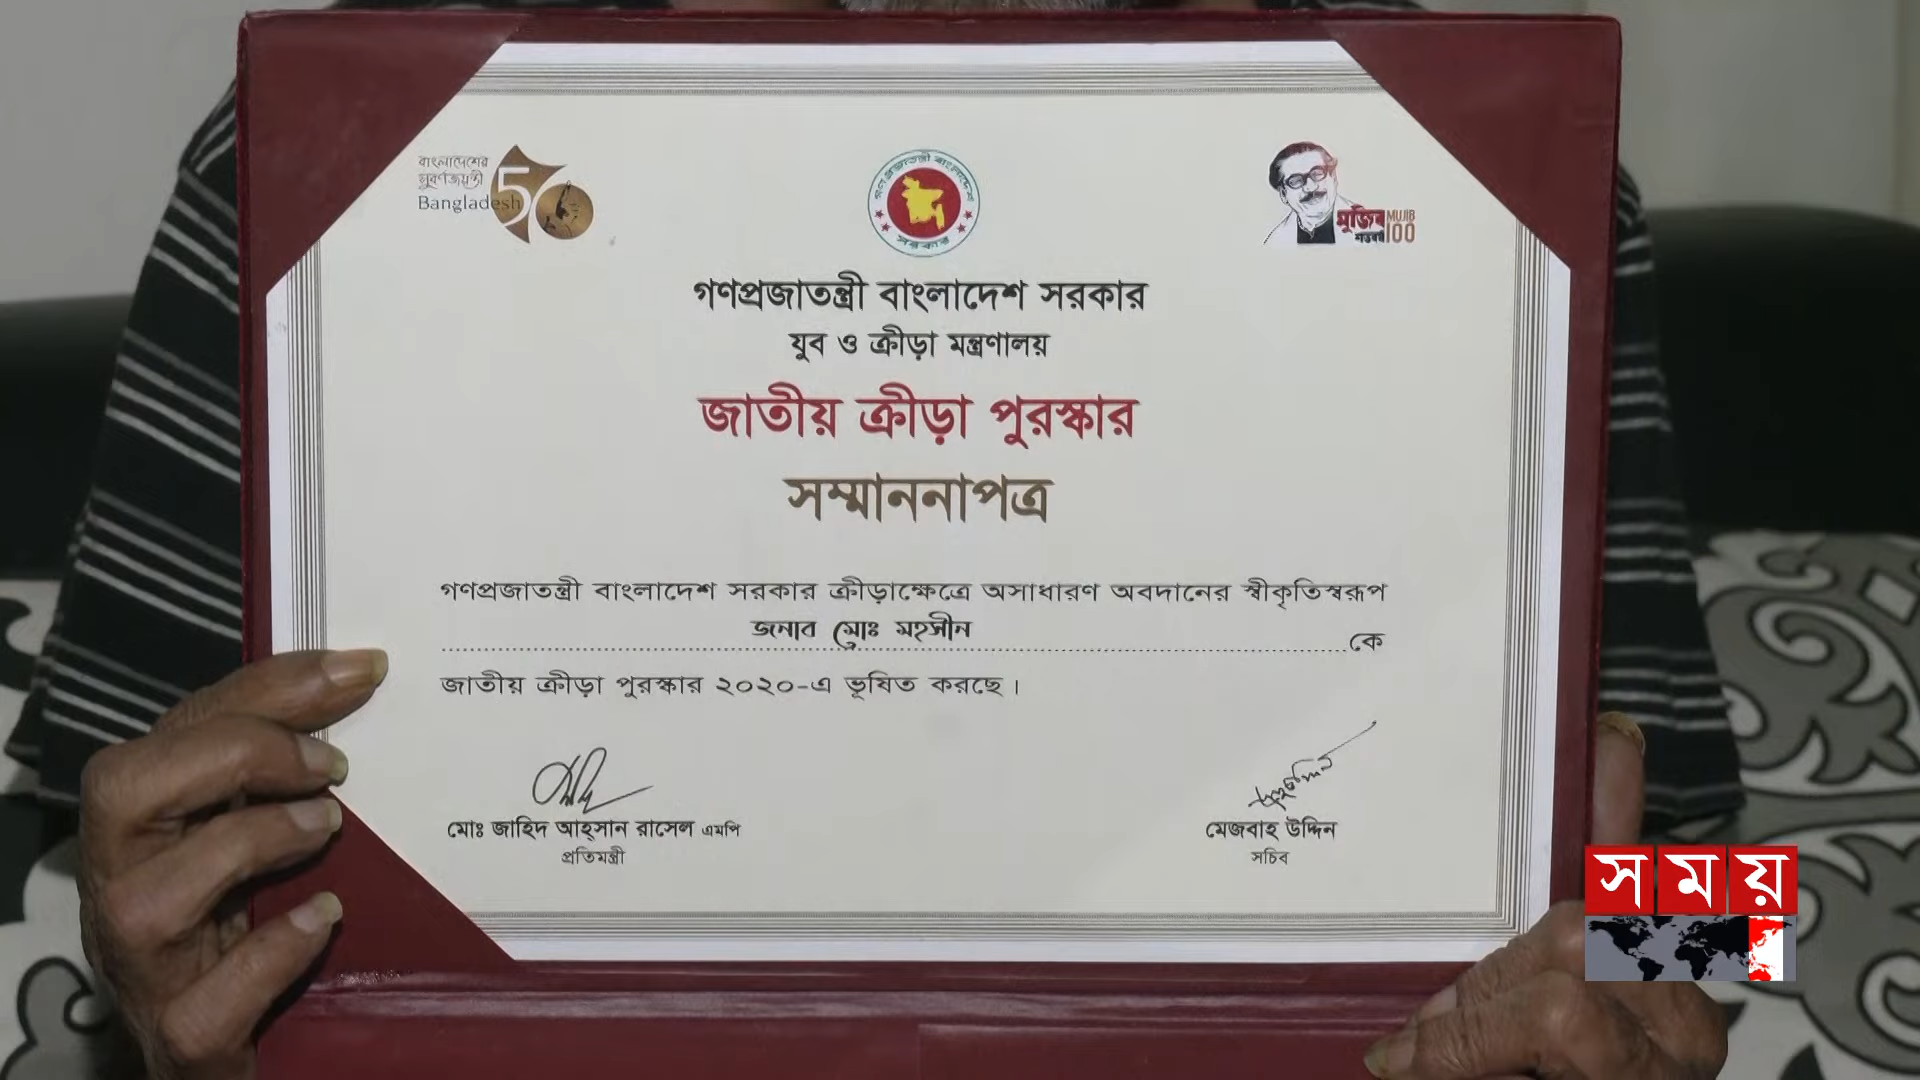 বাংলাদেশের
সুবর্ণজয়ন্তী
Bangladesh
50
গণপ্রজাতন্ত্রী বাংলাদেশ
সরকার
মুজিব MUJIB
শতবর্ষ 100
গণপ্রজাতন্ত্রী বাংলাদেশ সরকার
যুব ও ক্রীড়া মন্ত্রণালয়
জাতীয় ক্রীড়া পুরস্কার
সম্মাননাপত্র
গণপ্রজাতন্ত্রী বাংলাদেশ সরকার ক্রীড়াক্ষেত্রে অসাধারণ অবদানের স্বীকৃতিস্বরূপ
জনাব মোঃ মহসীন কে
জাতীয় ক্রীড়া পুরস্কার ২০২০-এ ভূষিত করছে।
মোঃ জাহিদ আহ্সান রাসেল এমপি
প্রতিমন্ত্রী
মেজবাহ উদ্দিন
সচিব
সময়